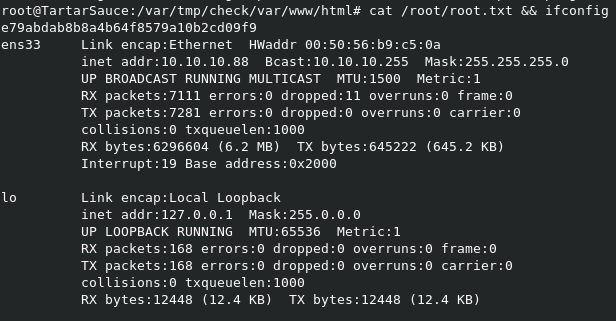 root@TartarSauce:/var/tmp/check/var/www/html# cat /root/root.txt && ifconfig
e79abdab8b8a4b64f8579a10b2cd09f9
ens33     Link encap:Ethernet  HWaddr 00:50:56:b9:c5:0a
          inet addr:10.10.10.88  Bcast:10.10.10.255  Mask:255.255.255.0
          UP BROADCAST RUNNING MULTICAST  MTU:1500  Metric:1
          RX packets:7111 errors:0 dropped:11 overruns:0 frame:0
          TX packets:7281 errors:0 dropped:0 overruns:0 carrier:0
          collisions:0 txqueuelen:1000
          RX bytes:6296604 (6.2 MB)  TX bytes:645222 (645.2 KB)
          Interrupt:19 Base address:0x2000

lo        Link encap:Local Loopback
          inet addr:127.0.0.1  Mask:255.0.0.0
          UP LOOPBACK RUNNING  MTU:65536  Metric:1
          RX packets:168 errors:0 dropped:0 overruns:0 frame:0
          TX packets:168 errors:0 dropped:0 overruns:0 carrier:0
          collisions:0 txqueuelen:1000
          RX bytes:12448 (12.4 KB)  TX bytes:12448 (12.4 KB)